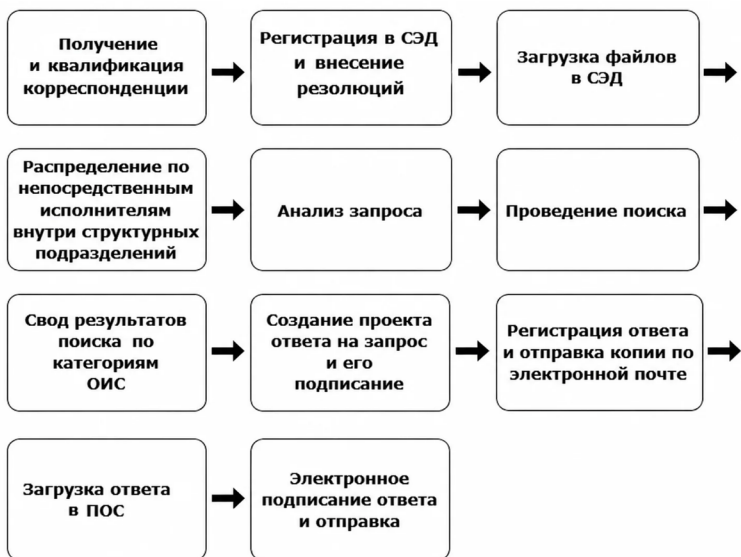 Получение
и квалификация
корреспонденции
Регистрация в СЭД
и внесение
резолюций
Загрузка файлов
в СЭД
Распределение по
непосредственным
исполнителям
внутри структурных
подразделений
Анализ запроса
Проведение поиска
Свод результатов
поиска по
категориям
ОИС
Создание проекта
ответа на запрос
и его
подписание
Регистрация ответа
и отправка копии по
электронной почте
Загрузка ответа
в ПОС
Электронное
подписание ответа
и отправка